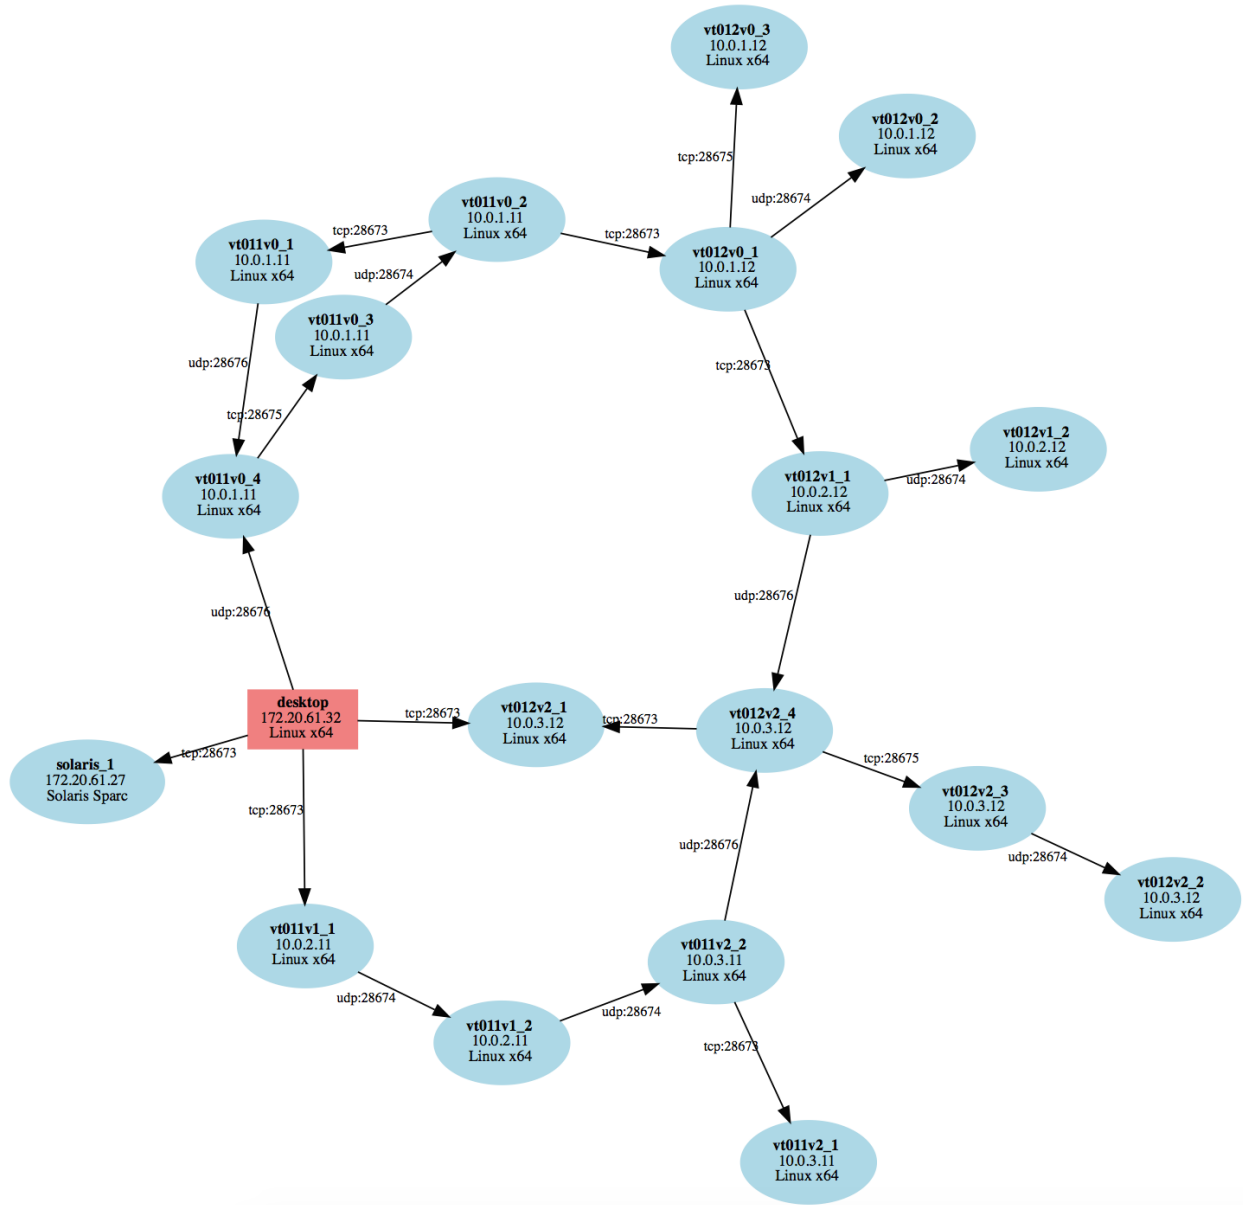 vt012v0_3
10.0.1.12
Linux x64
vt012v0_2
10.0.1.12
Linux x64
tcp:28675
udp:28674
vt011v0_2
10.0.1.11
Linux x64
tcp:28673
tcp:28673
vt011v0_1
10.0.1.11
Linux x64
vt012v0_1
10.0.1.12
Linux x64
udp:28674
vt011v0_3
10.0.1.11
Linux x64
udp:28676
tcp:28673
tcp:28675
vt012v1_2
10.0.2.12
Linux x64
vt011v0_4
10.0.1.11
Linux x64
vt012v1_1
10.0.2.12
Linux x64
udp:28674
udp:28676
udp:28676
desktop
172.20.61.32
Linux x64
tcp:28673
vt012v2_1
10.0.3.12
Linux x64
tcp:28673
vt012v2_4
10.0.3.12
Linux x64
tcp:28673
solaris_1
172.20.61.27
Solaris Sparc
tcp:28675
vt012v2_3
10.0.3.12
Linux x64
tcp:28673
udp:28676
udp:28674
vt012v2_2
10.0.3.12
Linux x64
vt011v1_1
10.0.2.11
Linux x64
vt011v2_2
10.0.3.11
Linux x64
udp:28674
udp:28674
vt011v1_2
10.0.2.11
Linux x64
tcp:28673
vt011v2_1
10.0.3.11
Linux x64